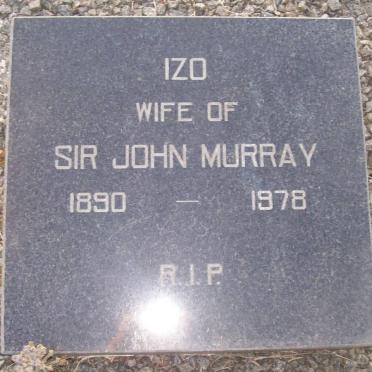 IZO
WIFE OF
SIR JOHN MURRAY
1890 — 1978
R.I.P.